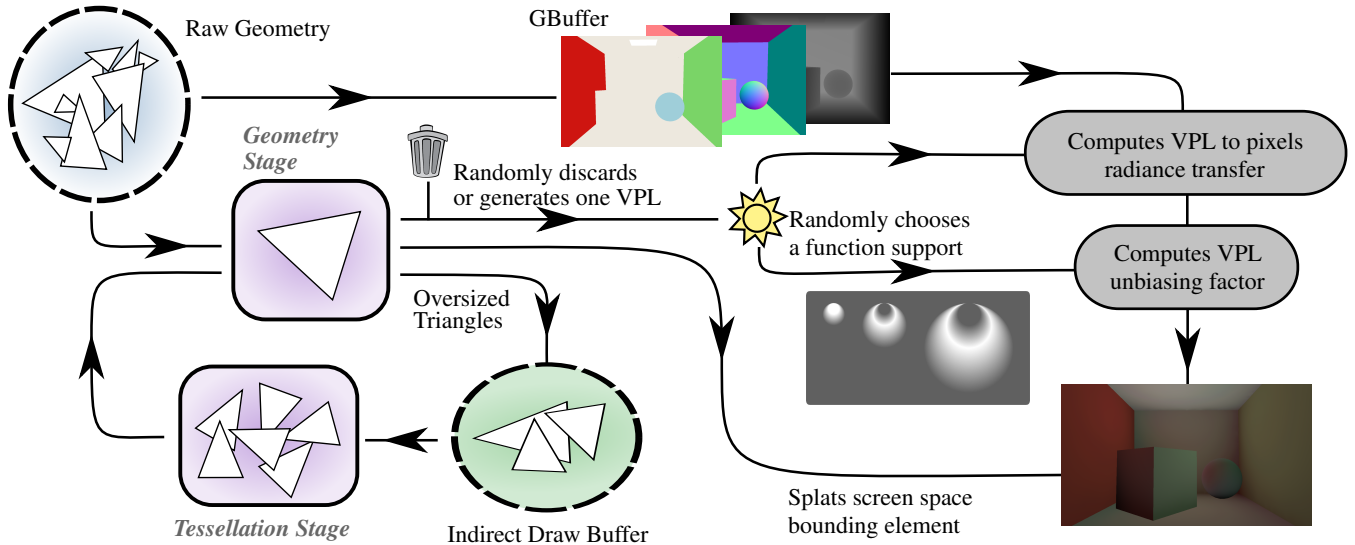 Raw Geometry
GBuffer
Geometry
Stage
Randomly discards
or generates one VPL
Computes VPL to pixels
radiance transfer
Randomly chooses
a function support
Computes VPL
unbiasing factor
Oversized
Triangles
Tessellation Stage
Indirect Draw Buffer
Splats screen space
bounding element